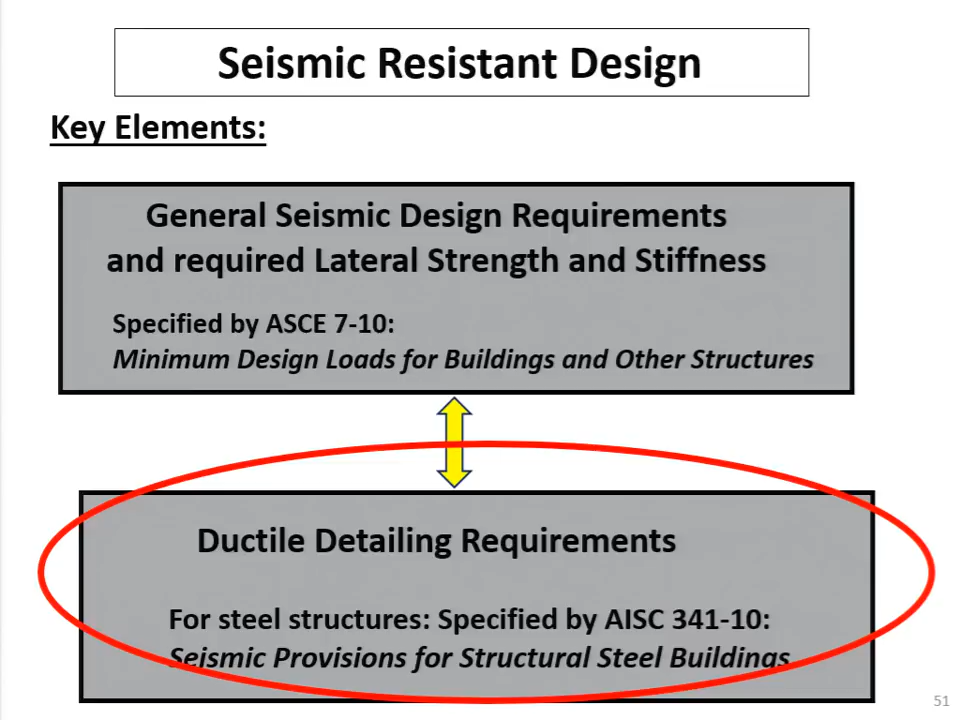 Seismic Resistant Design
Key Elements:
General Seismic Design Requirements
and required Lateral Strength and Stiffness
Specified by ASCE 7-10:
Minimum Design Loads for Buildings and Other Structures
Ductile Detailing Requirements
For steel structures: Specified by AISC 341-10:
Seismic Provisions for Structural Steel Buildings
51